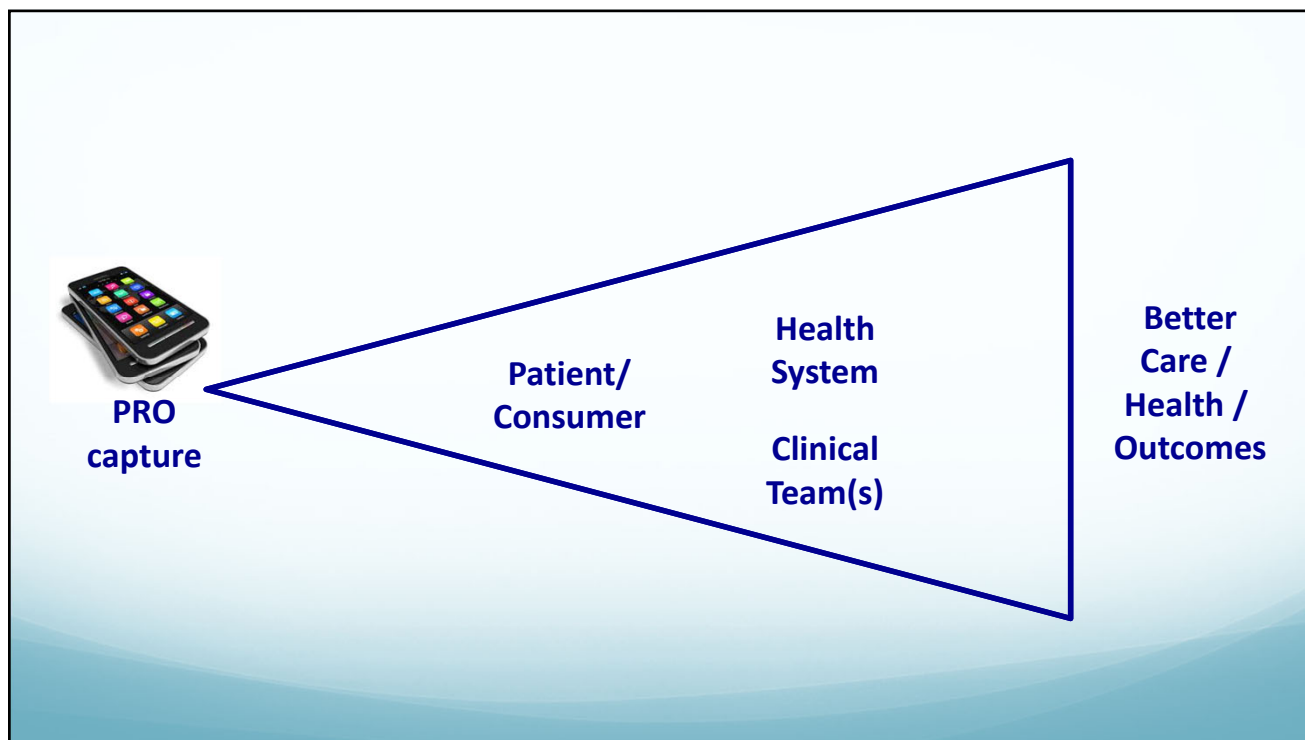 PRO
capture
Patient/
Consumer
Health
System
Clinical
Team(s)
Better
Care /
Health /
Outcomes